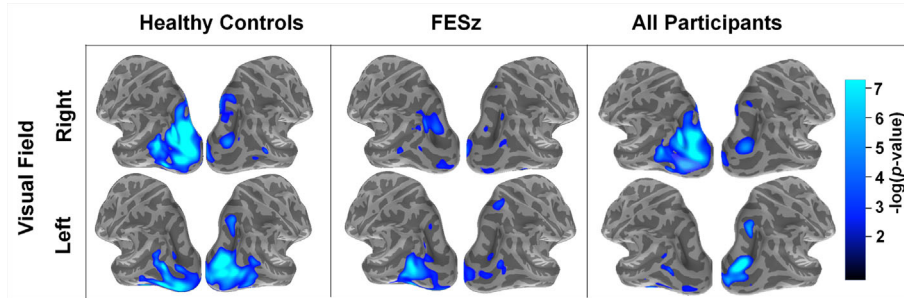 Healthy Controls FESz All Participants
Visual Field
Right
Left
7
6
5
4
3
2
-log(p-value)